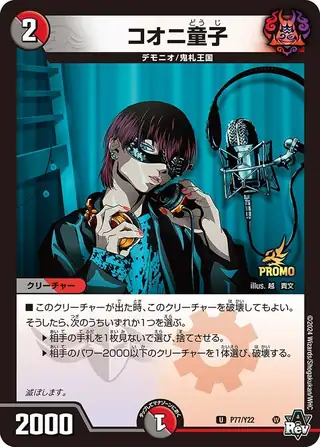 2
コオニ童子
どうじ
デモニオ/鬼札王国
PROMO
illus. 越 貴文
クリーチャー
■このクリーチャーが出た時、このクリーチャーを破壊してもよい。
そうしたら、次のうちいずれか1つを選ぶ。
▶相手の手札を1枚見ないで選び、捨てさせる。
▶相手のパワー2000以下のクリーチャーを1体選び、破壊する。
滅ぼします。
©2024 Wizards/Shogakukan/WHC
U P77/Y22
2000
1
Rev